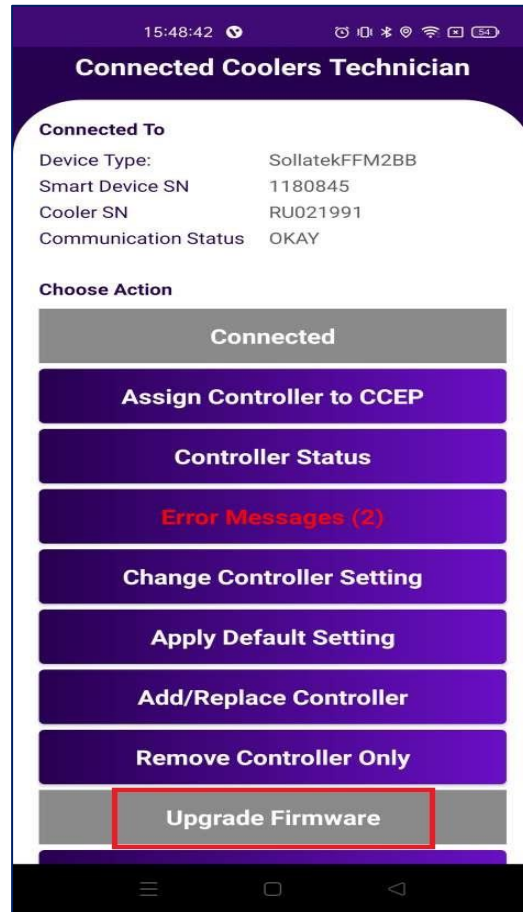 15:48:42 54
Connected Coolers Technician
Connected To
Device Type: SollatekFFM2BB
Smart Device SN 1180845
Cooler SN RU021991
Communication Status OKAY
Choose Action
Connected
Assign Controller to CCEP
Controller Status
Error Messages (2)
Change Controller Setting
Apply Default Setting
Add/Replace Controller
Remove Controller Only
Upgrade Firmware